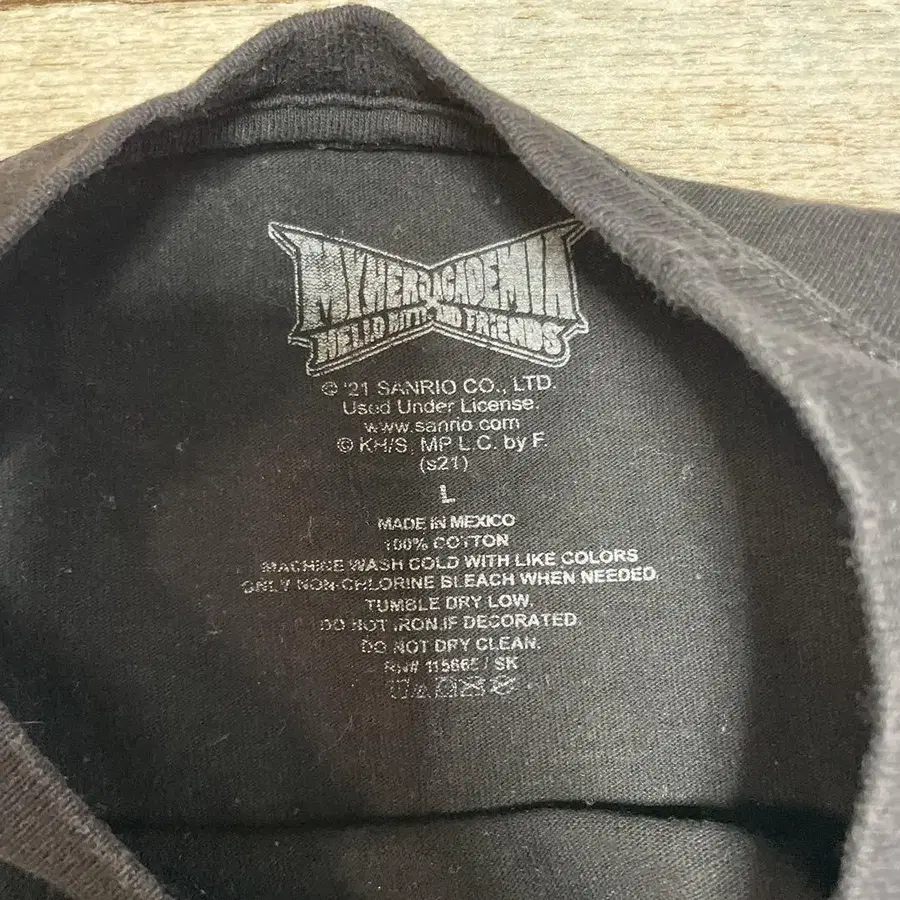 MY HERO ACADEMIA
HELLO KITTY AND FRIENDS
© '21 SANRIO CO., LTD.
Used Under License.
www.sanrio.com
© KH/S, MP L.C. by F.
(s21)
L
MADE IN MEXICO
100% COTTON
MACHINE WASH COLD WITH LIKE COLORS
ONLY NON-CHLORINE BLEACH WHEN NEEDED.
TUMBLE DRY LOW.
DO NOT IRON IF DECORATED.
DO NOT DRY CLEAN.
RN# 115665 / SK